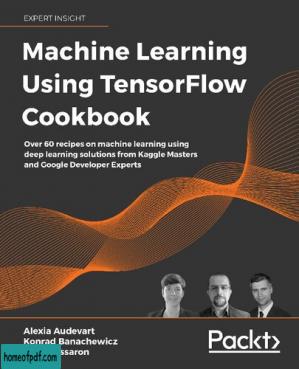 EXPERT INSIGHT
Machine Learning
Using TensorFlow
Cookbook
Over 60 recipes on machine learning using
deep learning solutions from Kaggle Masters
and Google Developer Experts
Alexia Audevart
Konrad Banachewicz
homeofpdf.com
Packt>